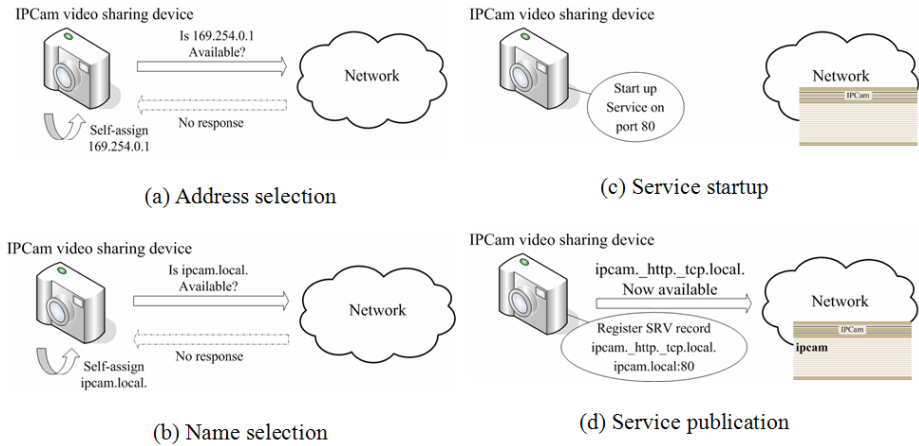 IPCam video sharing device
Is 169.254.0.1
Available?
Network
No response
Self-assign
169.254.0.1
(a) Address selection
IPCam video sharing device
Is ipcam.local.
Available?
Network
No response
Self-assign
ipcam.local.
(b) Name selection
IPCam video sharing device
Start up
Service on
port 80
Network
IPCam
(c) Service startup
IPCam video sharing device
ipcam._http._tcp.local.
Now available
Network
Register SRV record
ipcam._http._tcp.local.
ipcam.local:80
IPCam
ipcam
(d) Service publication